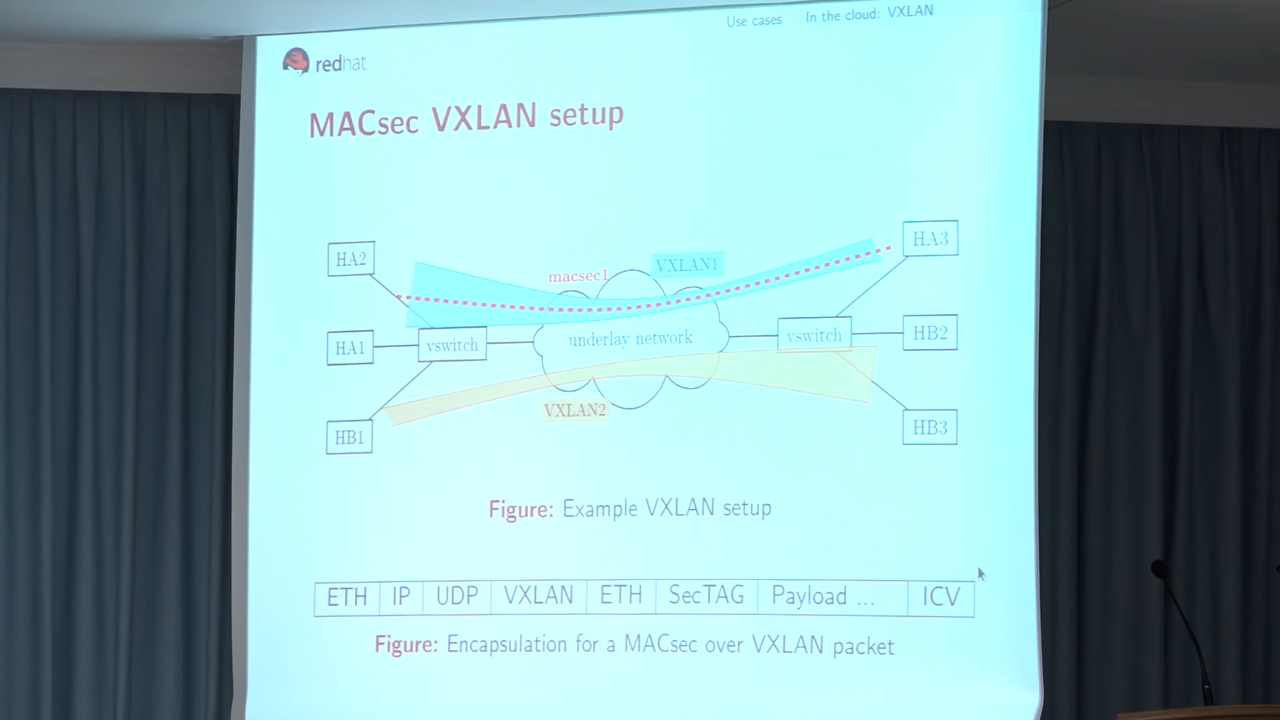 Use cases In the cloud: VXLAN
redhat
MACsec VXLAN setup
HA2
macsec1
VXLAN1
HA3
HA1
vswitch
underlay network
vswitch
HB2
VXLAN2
HB1
HB3
Figure: Example VXLAN setup
ETH IP UDP VXLAN ETH SecTAG Payload ... ICV
Figure: Encapsulation for a MACsec over VXLAN packet